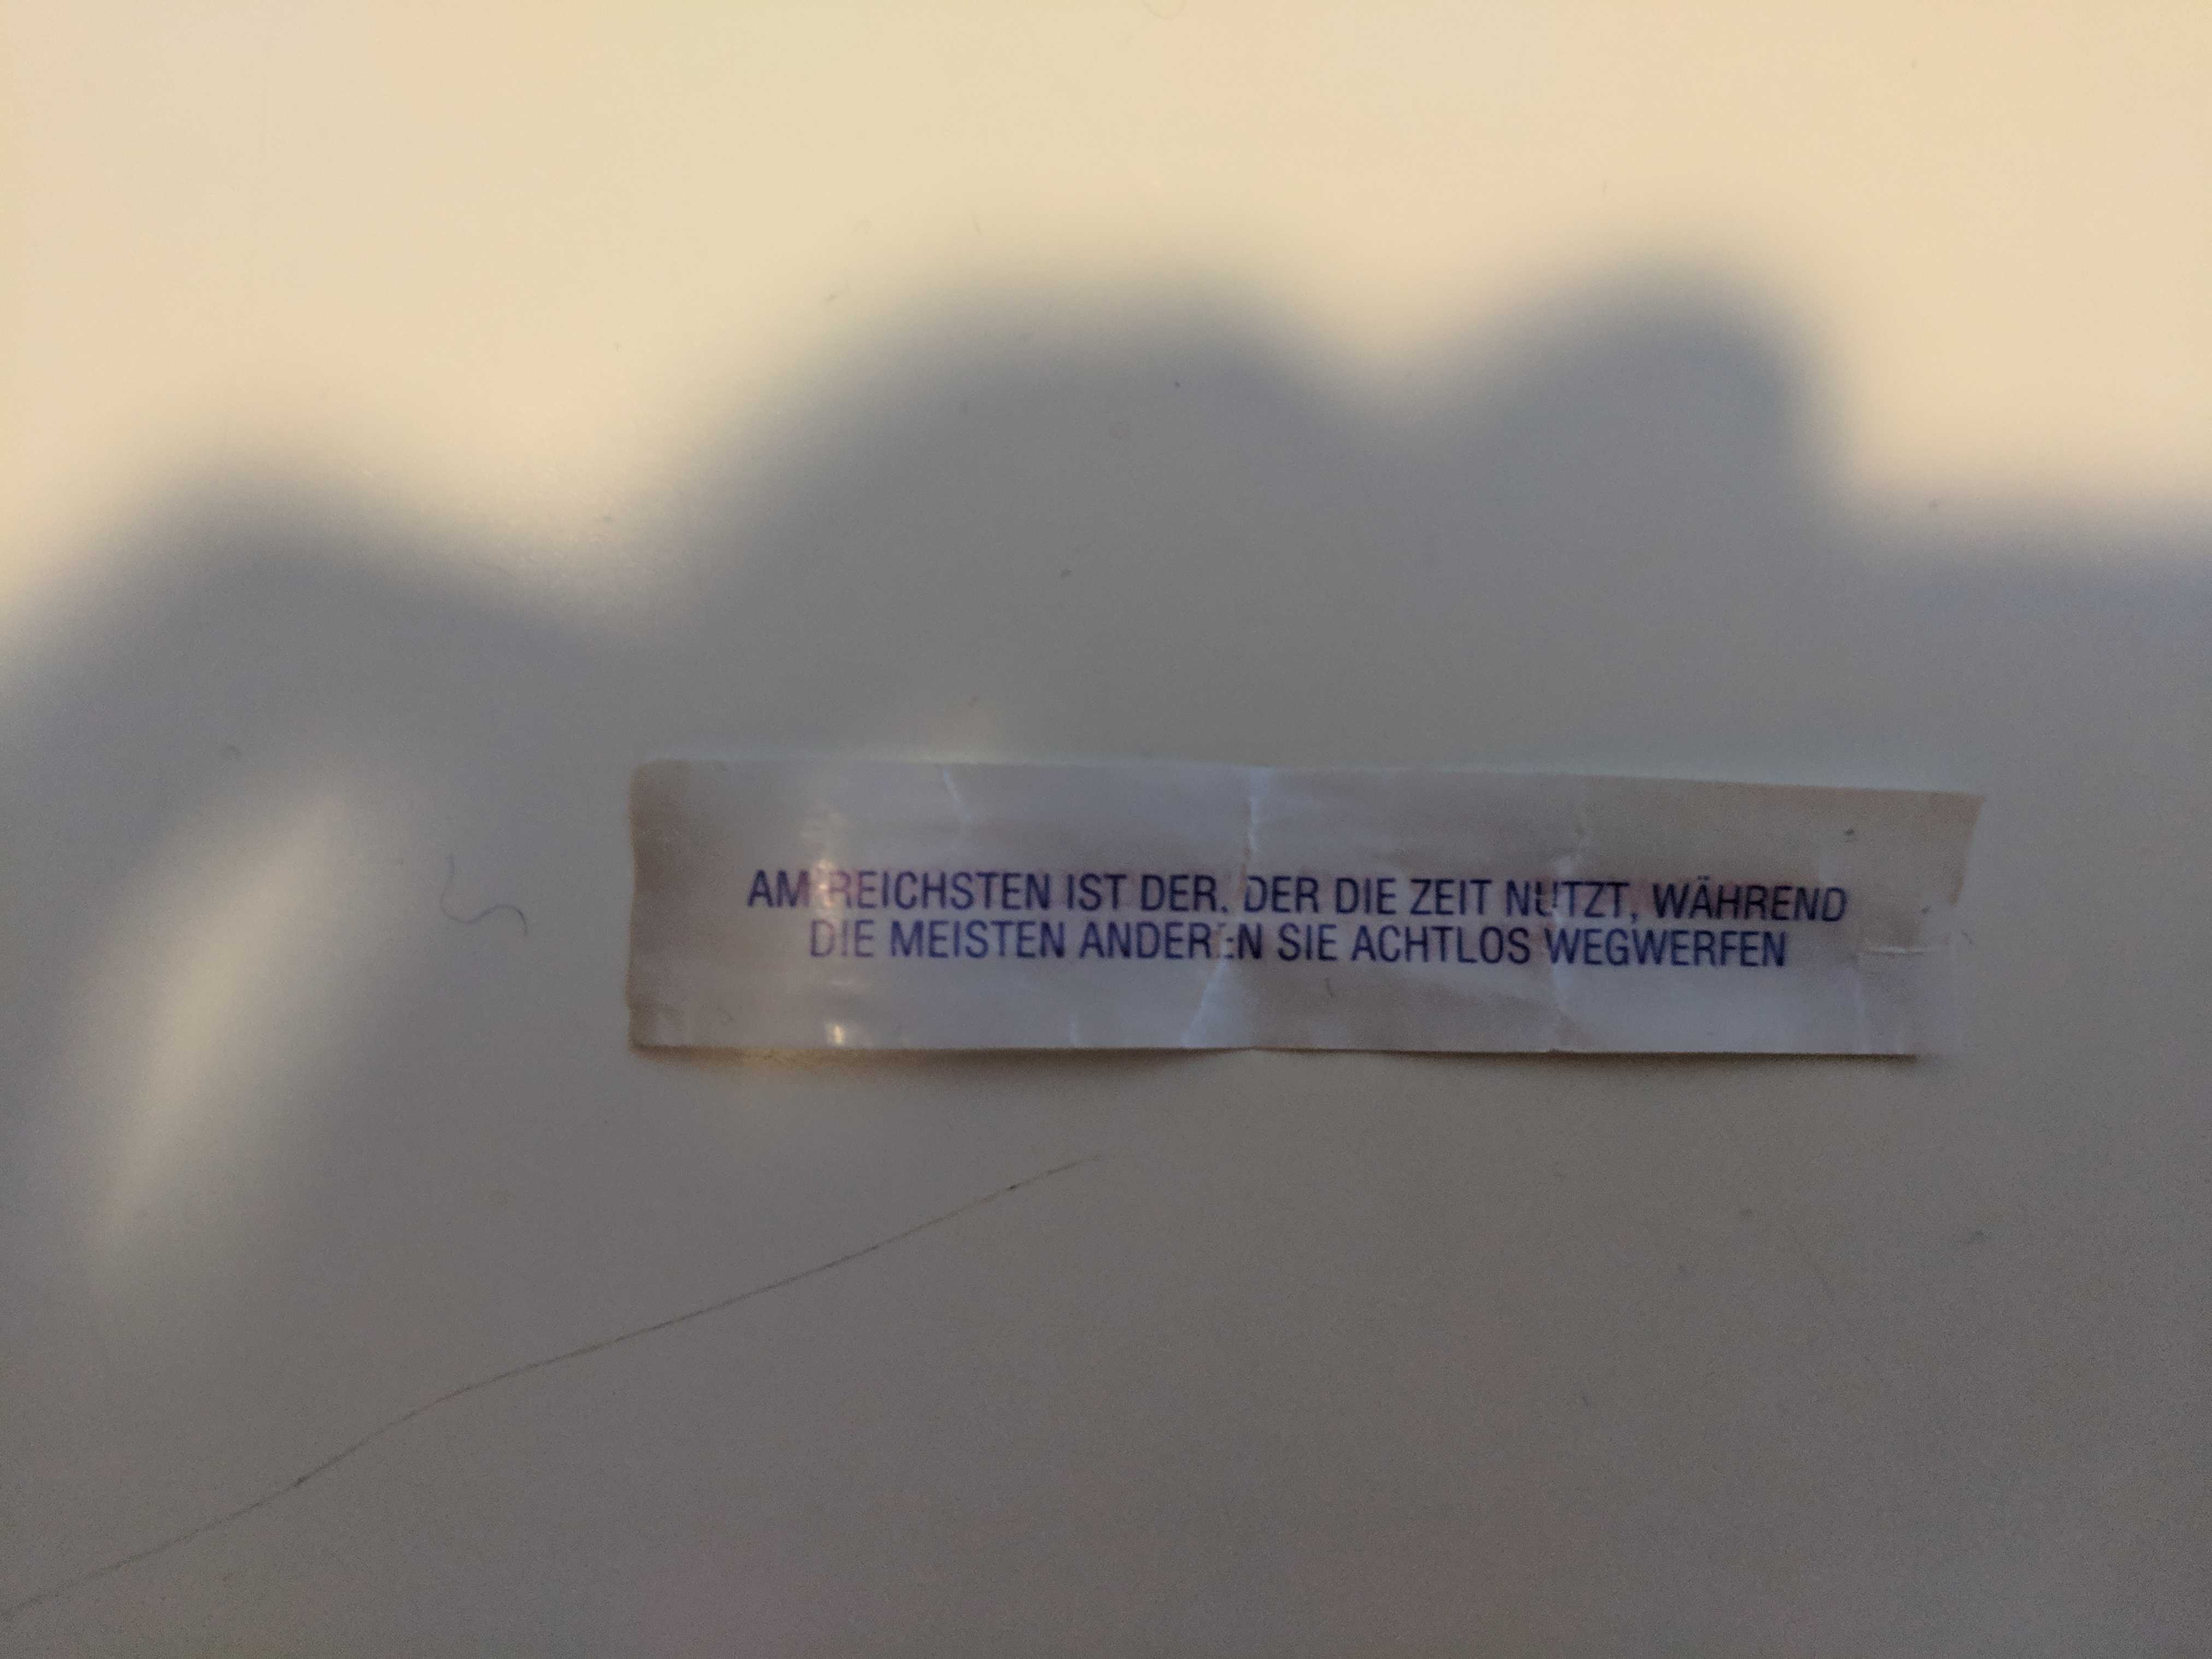 AM REICHSTEN IST DER, DER DIE ZEIT NUTZT, WÄHREND
DIE MEISTEN ANDEREN SIE ACHTLOS WEGWERFEN